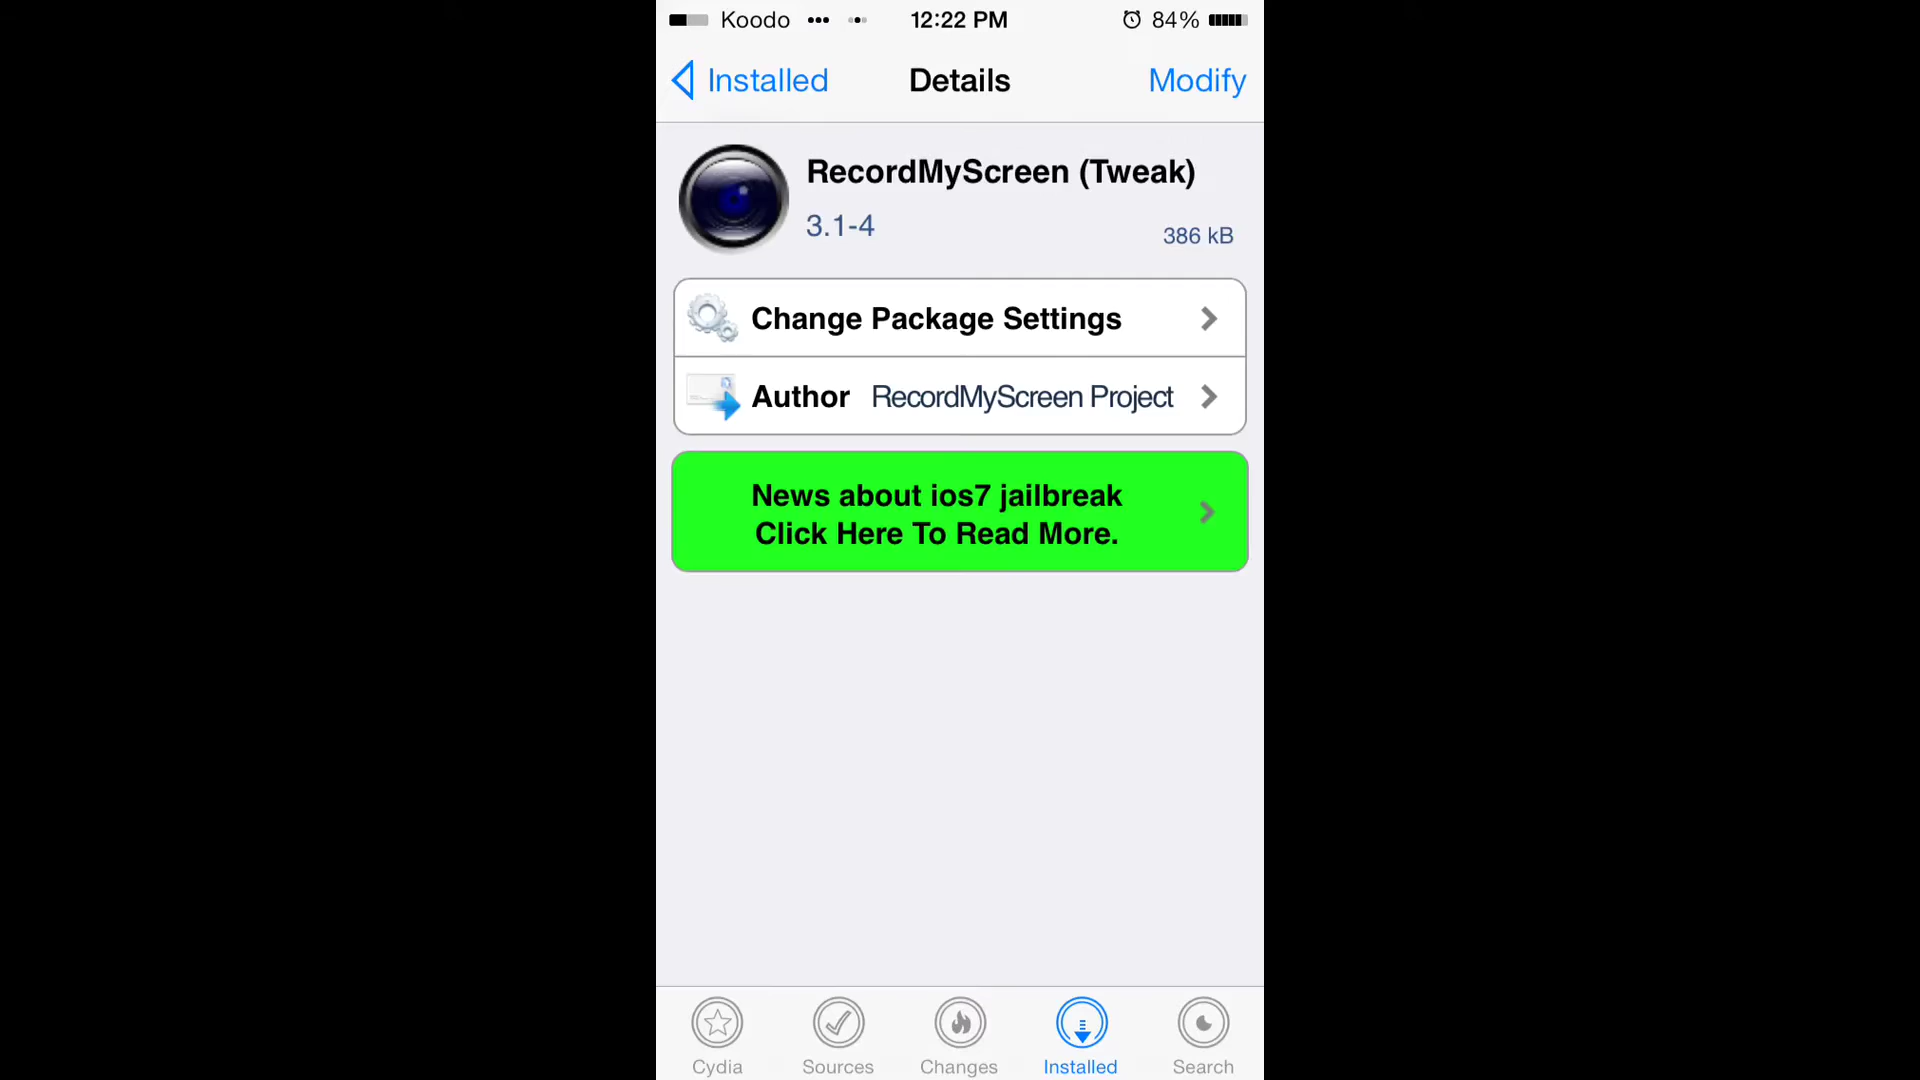 Koodo 12:22 PM 84%
Installed Details Modify
RecordMyScreen (Tweak)
3.1-4
386 kB
Change Package Settings
Author RecordMyScreen Project
News about ios7 jailbreak
Click Here To Read More.
Cydia Sources Changes Installed Search